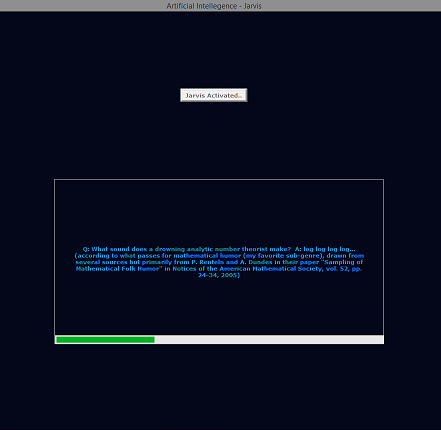 Artificial Intellegence - Jarvis
Jarvis Activated..
Q: What sound does a drowning analytic number theorist make? A: log log log log...
(according to what passes for mathematical humor (my favorite sub-genre), drawn from
several sources but primarily from P. Renteln and A. Dundes in their paper "Sampling of
Mathematical Folk Humor" in Notices of the American Mathematical Society, vol. 52, pp.
24-34, 2005)